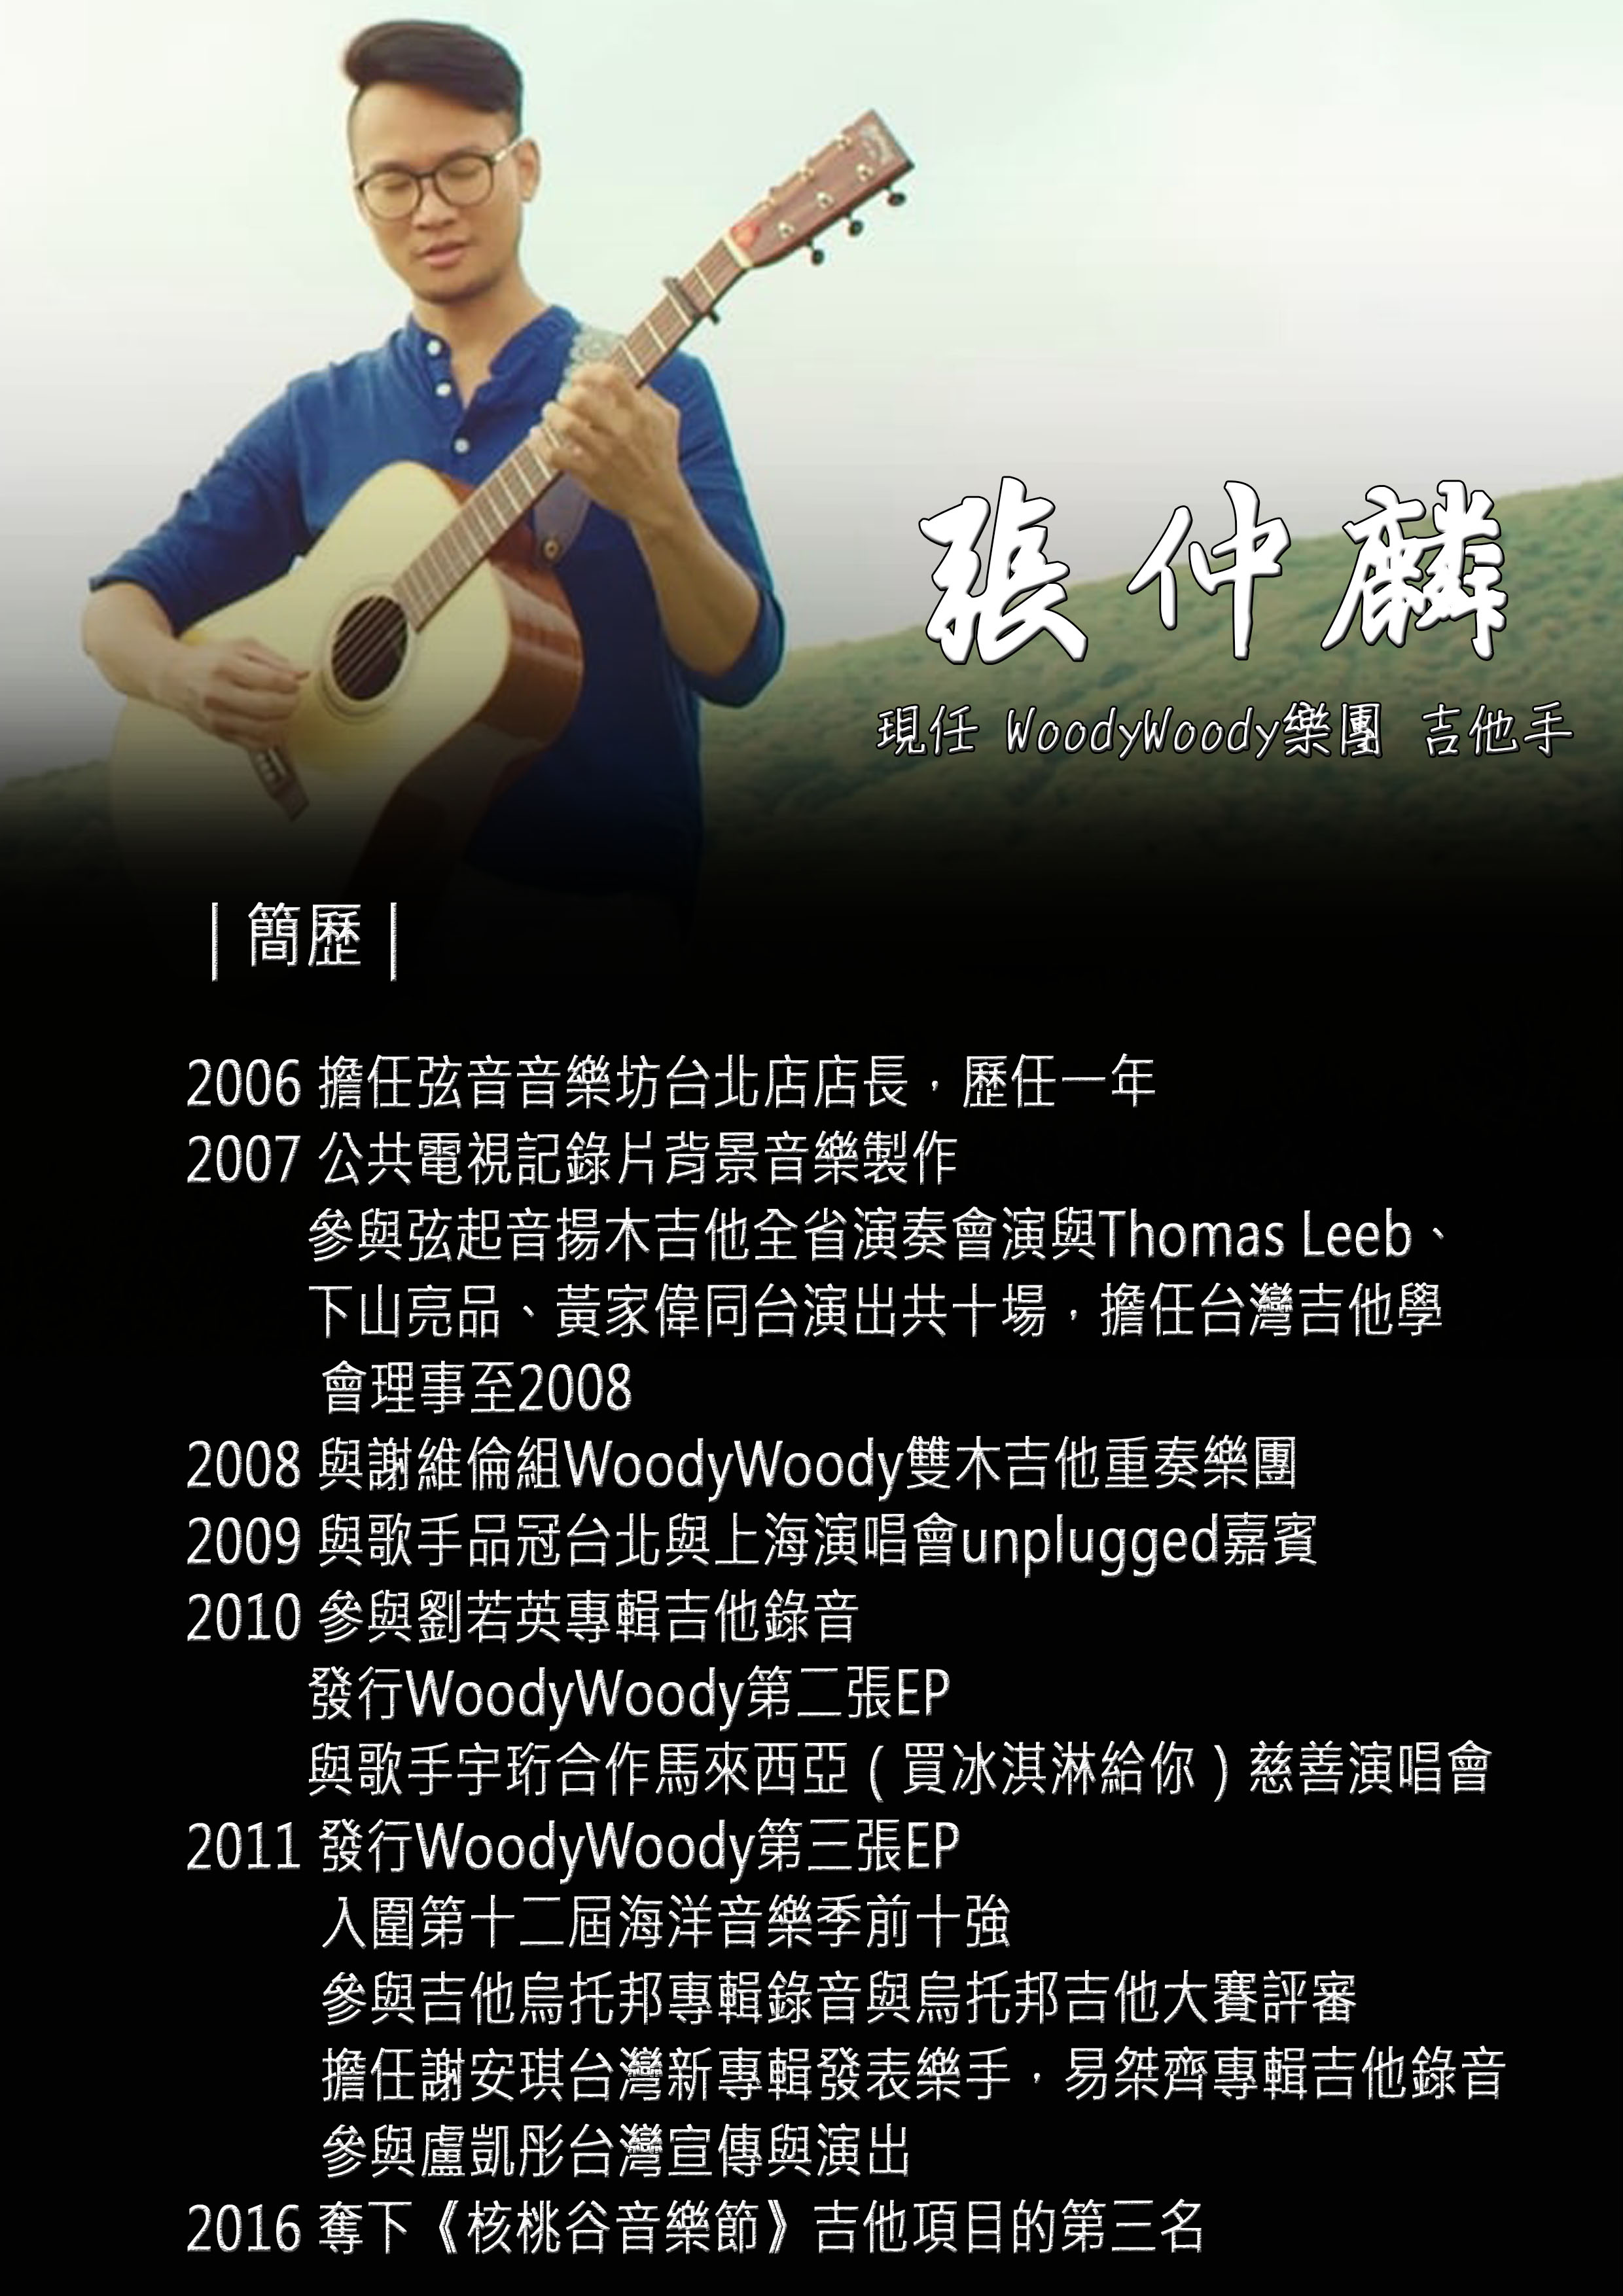 張仲麟
現任 WoodyWoody樂團 吉他手
｜簡歷｜
2006 擔任弦音音樂坊台北店店長，歷任一年
2007 公共電視記錄片背景音樂製作
參與弦起音揚木吉他全省演奏會演與Thomas Leeb、
下山亮品、黃家偉同台演出共十場，擔任台灣吉他學
會理事至2008
2008 與謝維倫組WoodyWoody雙木吉他重奏樂團
2009 與歌手品冠台北與上海演唱會unplugged嘉賓
2010 參與劉若英專輯吉他錄音
發行WoodyWoody第二張EP
與歌手宇珩合作馬來西亞（買冰淇淋給你）慈善演唱會
2011 發行WoodyWoody第三張EP
入圍第十二屆海洋音樂季前十強
參與吉他烏托邦專輯錄音與烏托邦吉他大賽評審
擔任謝安琪台灣新專輯發表樂手，易桀齊專輯吉他錄音
參與盧凱彤台灣宣傳與演出
2016 奪下《核桃谷音樂節》吉他項目的第三名